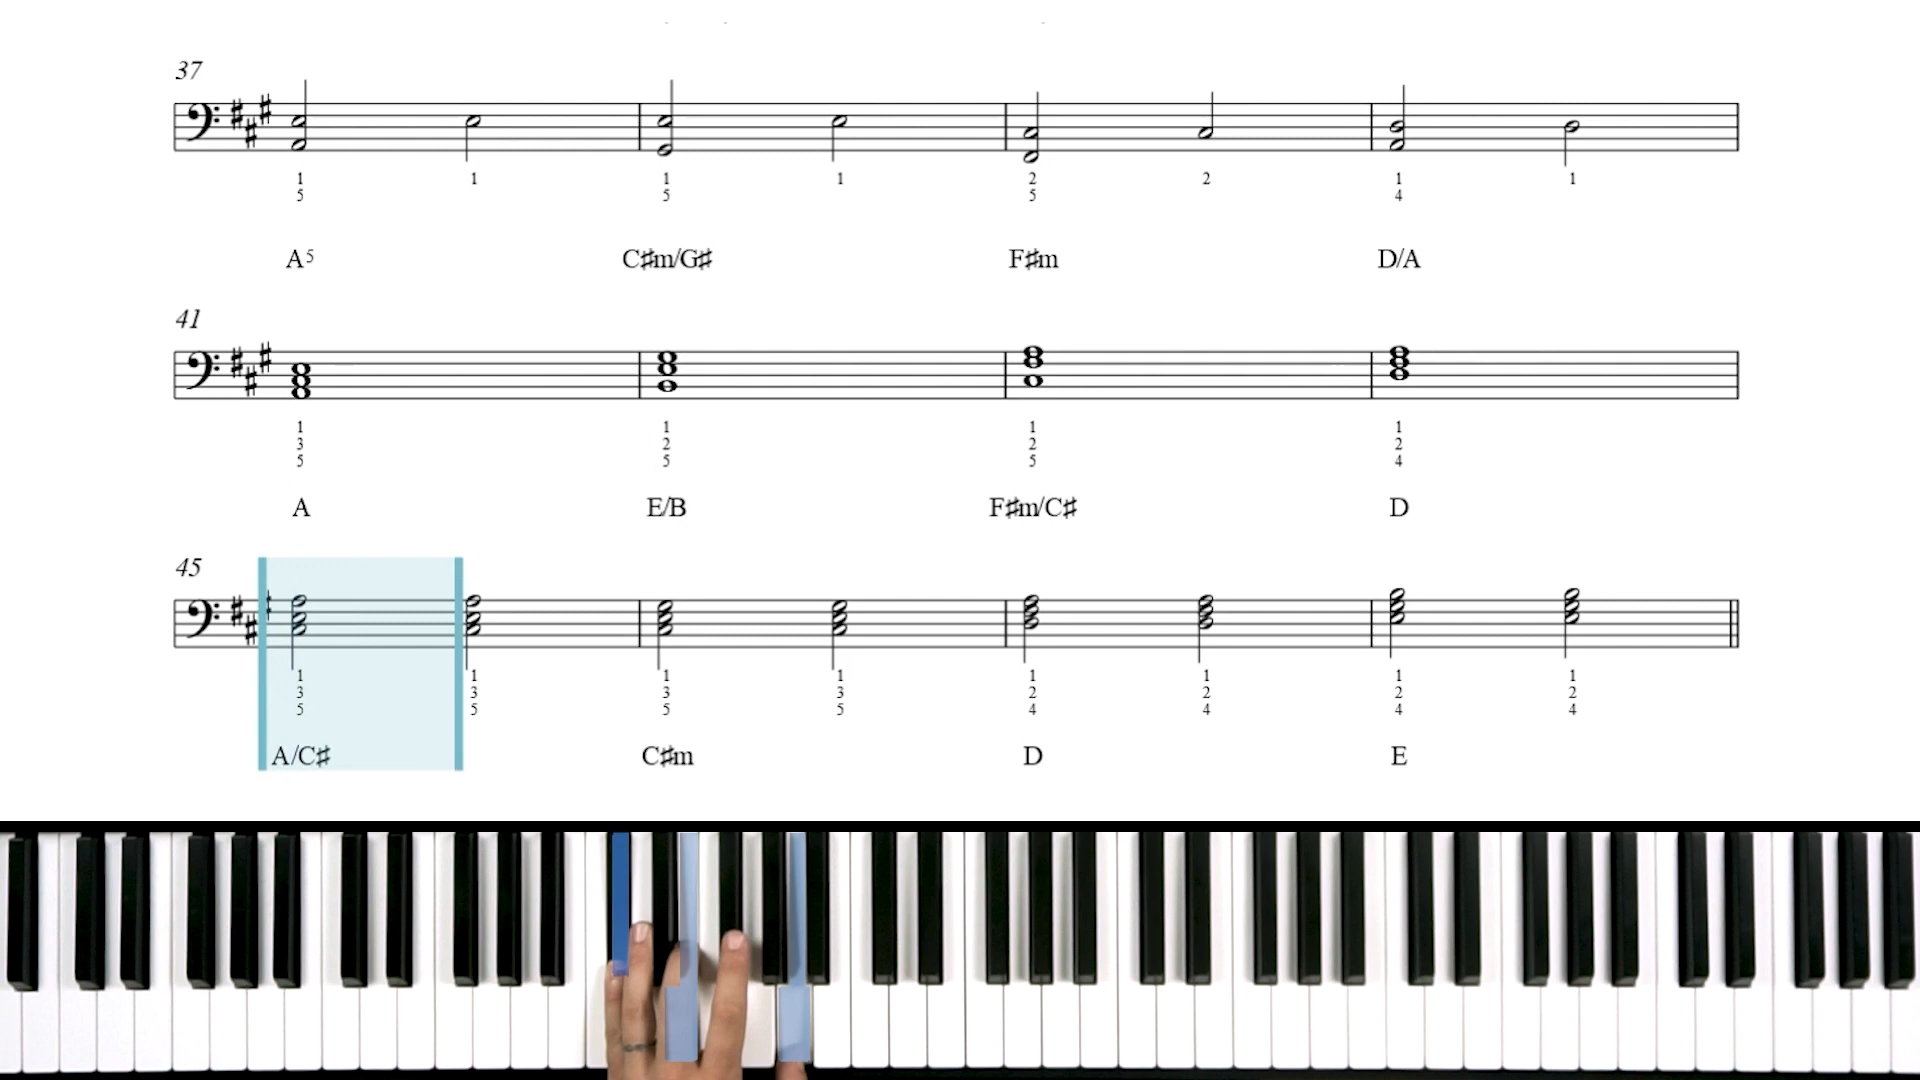 37
1 1 1 1 2 2 1 1
5 5 5 4
A5 C♯m/G♯ F♯m D/A
41
1 1 1 1
3 2 2 2
5 5 5 4
A E/B F♯m/C♯ D
45
1 1 1 1 1 1 1 1
3 3 3 3 2 2 2 2
5 5 5 5 4 4 4 4
A/C♯ C♯m D E